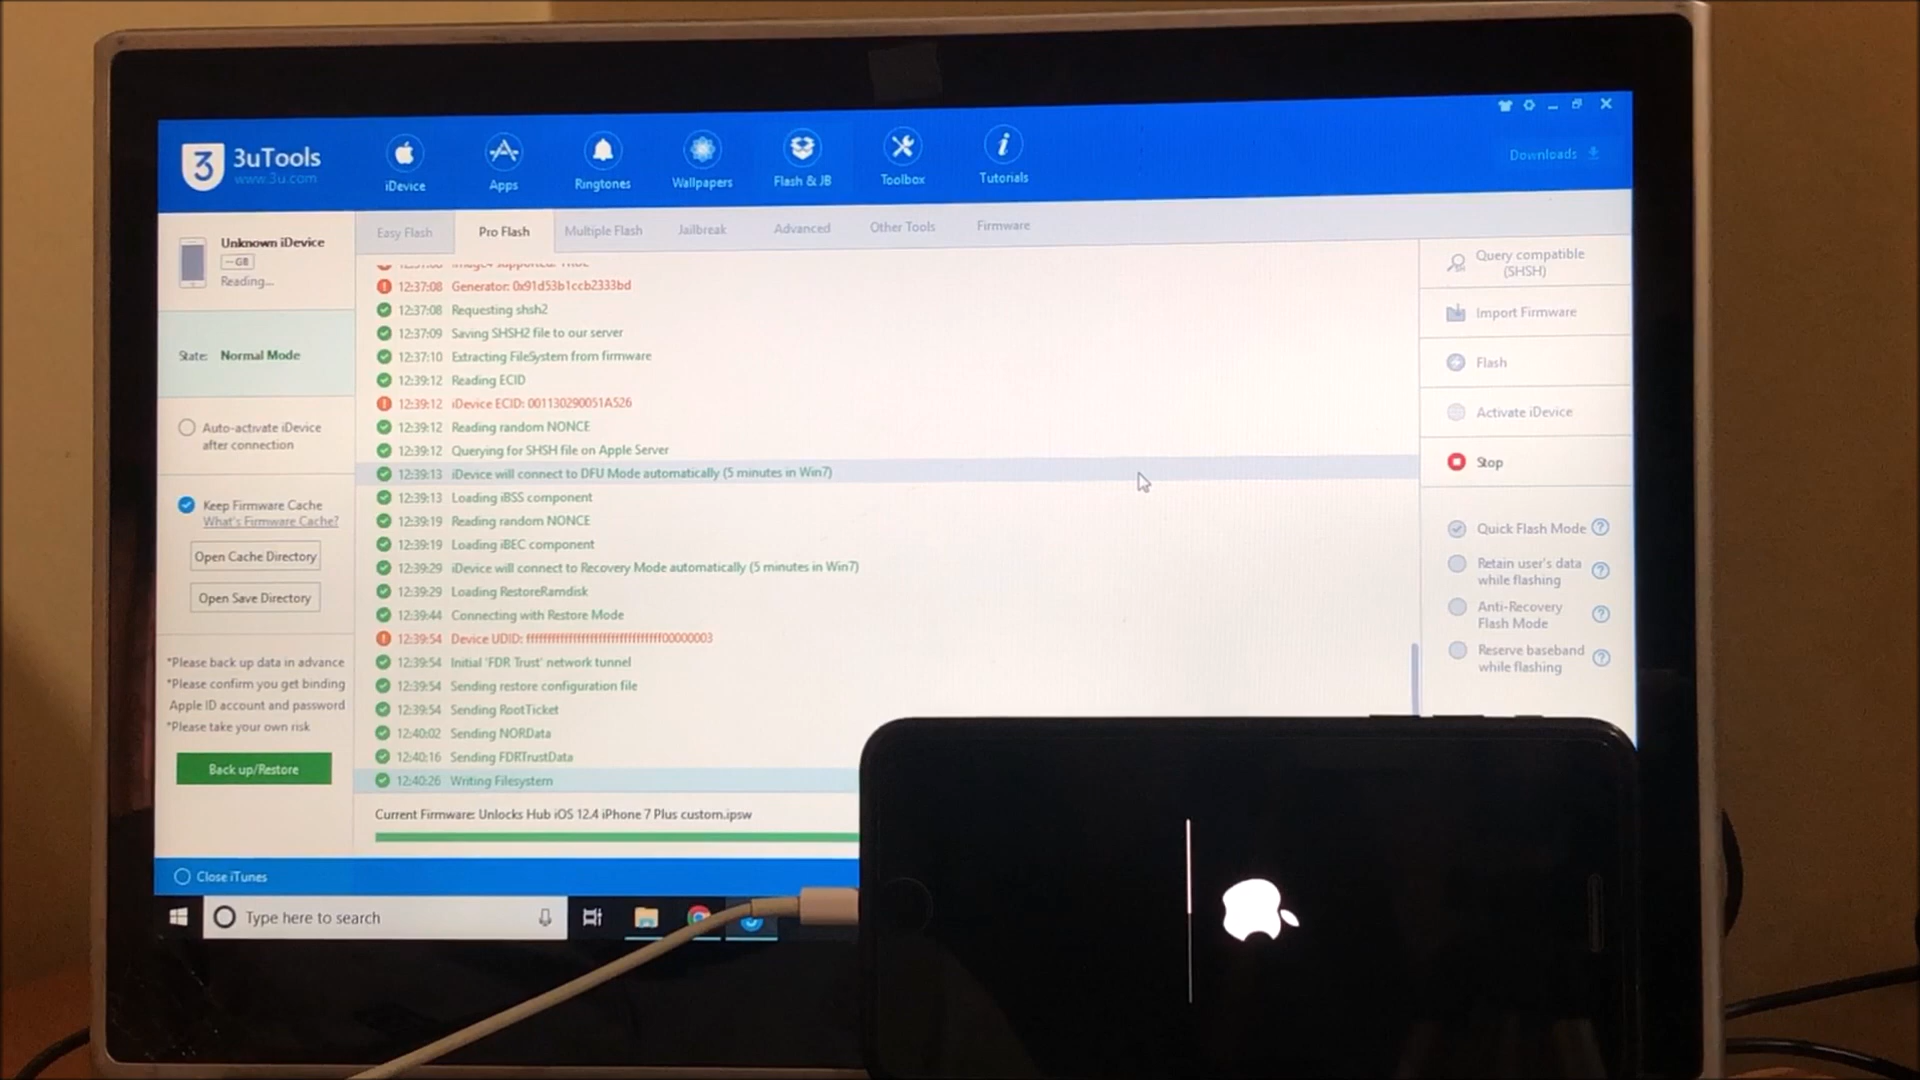 3 3uTools
www.3u.com
iDevice
Apps
Ringtones
Wallpapers
Flash & JB
Toolbox
Tutorials
Downloads
Easy Flash
Pro Flash
Multiple Flash
Jailbreak
Advanced
Other Tools
Firmware
Unknown iDevice
-- GB
Reading...
State: Normal Mode
Auto-activate iDevice
after connection
Keep Firmware Cache
What's Firmware Cache?
Open Cache Directory
Open Save Directory
*Please back up data in advance
*Please confirm you get binding
Apple ID account and password
*Please take your own risk
Back up/Restore
12:37:08 Image4 supported: TRUE
12:37:08 Generator: 0x91d53b1ccb2333bd
12:37:08 Requesting shsh2
12:37:09 Saving SHSH2 file to our server
12:37:10 Extracting FileSystem from firmware
12:39:12 Reading ECID
12:39:12 iDevice ECID: 001130290051A526
12:39:12 Reading random NONCE
12:39:12 Querying for SHSH file on Apple Server
12:39:13 iDevice will connect to DFU Mode automatically (5 minutes in Win7)
12:39:13 Loading iBSS component
12:39:19 Reading random NONCE
12:39:19 Loading iBEC component
12:39:29 iDevice will connect to Recovery Mode automatically (5 minutes in Win7)
12:39:29 Loading RestoreRamdisk
12:39:44 Connecting with Restore Mode
12:39:54 Device UDID: ffffffffffffffffffffffffffffffff00000003
12:39:54 Initial 'FDR Trust' network tunnel
12:39:54 Sending restore configuration file
12:39:54 Sending RootTicket
12:40:02 Sending NORData
12:40:16 Sending FDRTrustData
12:40:26 Writing Filesystem
Current Firmware: Unlocks Hub iOS 12.4 iPhone 7 Plus custom.ipsw
Query compatible
(SHSH)
Import Firmware
Flash
Activate iDevice
Stop
Quick Flash Mode ?
Retain user's data
while flashing ?
Anti-Recovery
Flash Mode ?
Reserve baseband
while flashing ?
Close iTunes
Type here to search